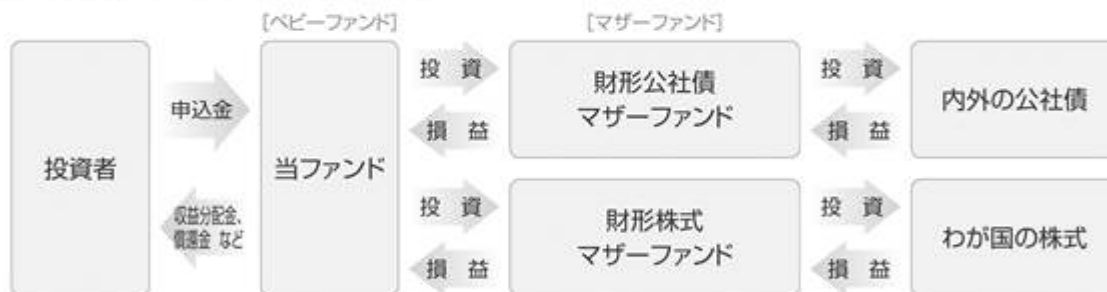 [ベビーファンド]
[マザーファンド]
投資者
申込金
収益分配金、
償還金 など
当ファンド
投 資
損 益
財形公社債
マザーファンド
投 資
損 益
内外の公社債
投 資
損 益
財形株式
マザーファンド
投 資
損 益
わが国の株式